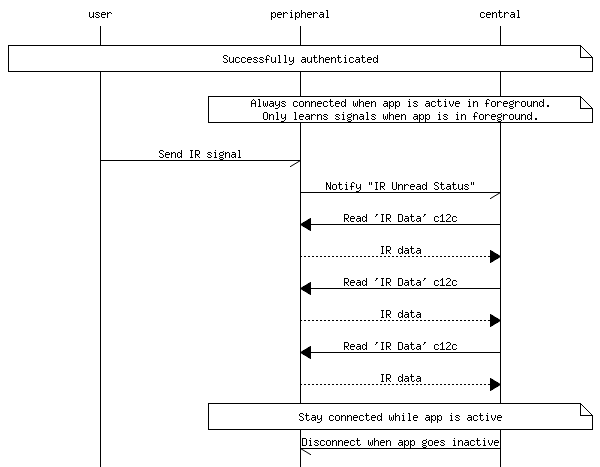 user peripheral central
Successfully authenticated
Always connected when app is active in foreground.
Only learns signals when app is in foreground.
Send IR signal
Notify "IR Unread Status"
Read 'IR Data' c12c
IR data
Read 'IR Data' c12c
IR data
Read 'IR Data' c12c
IR data
Stay connected while app is active
Disconnect when app goes inactive